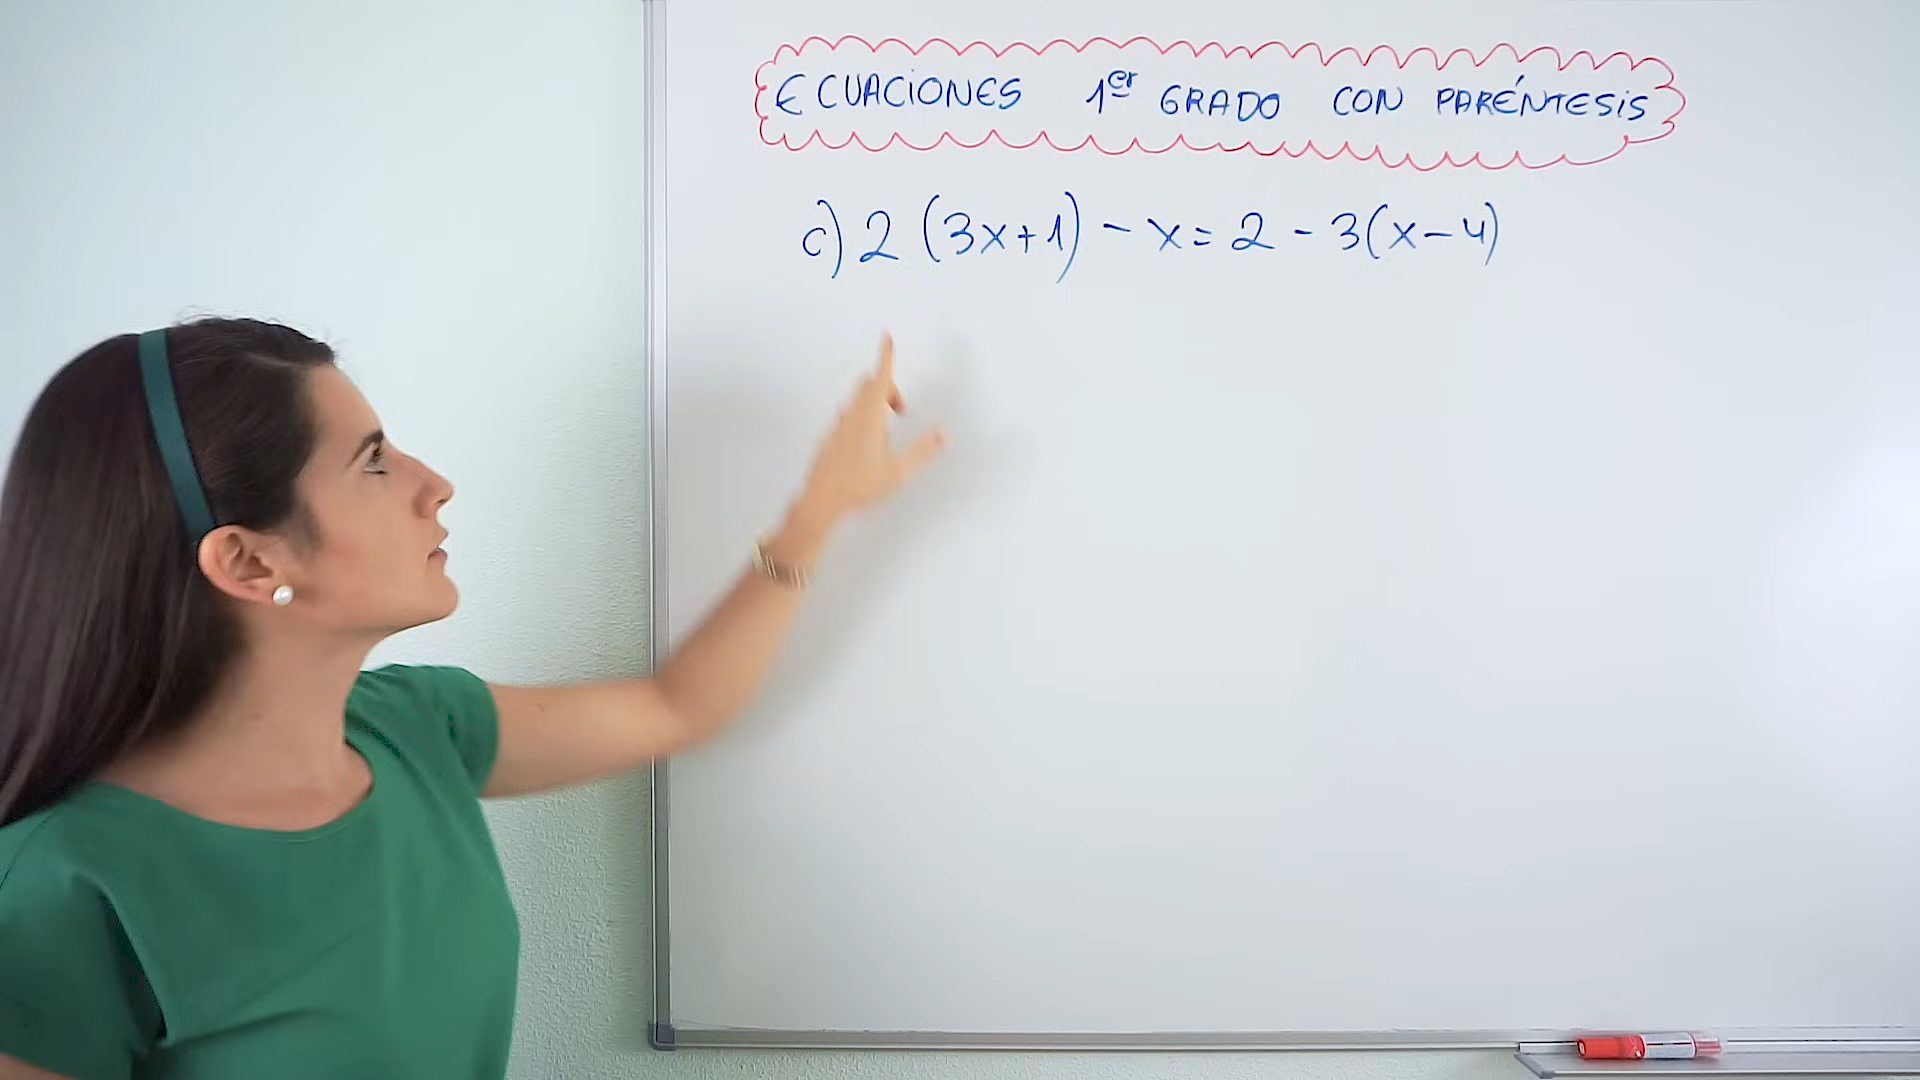 ECUACIONES 1er GRADO CON PARÉNTESIS
c) 2 (3x+1) - x = 2 - 3(x-4)